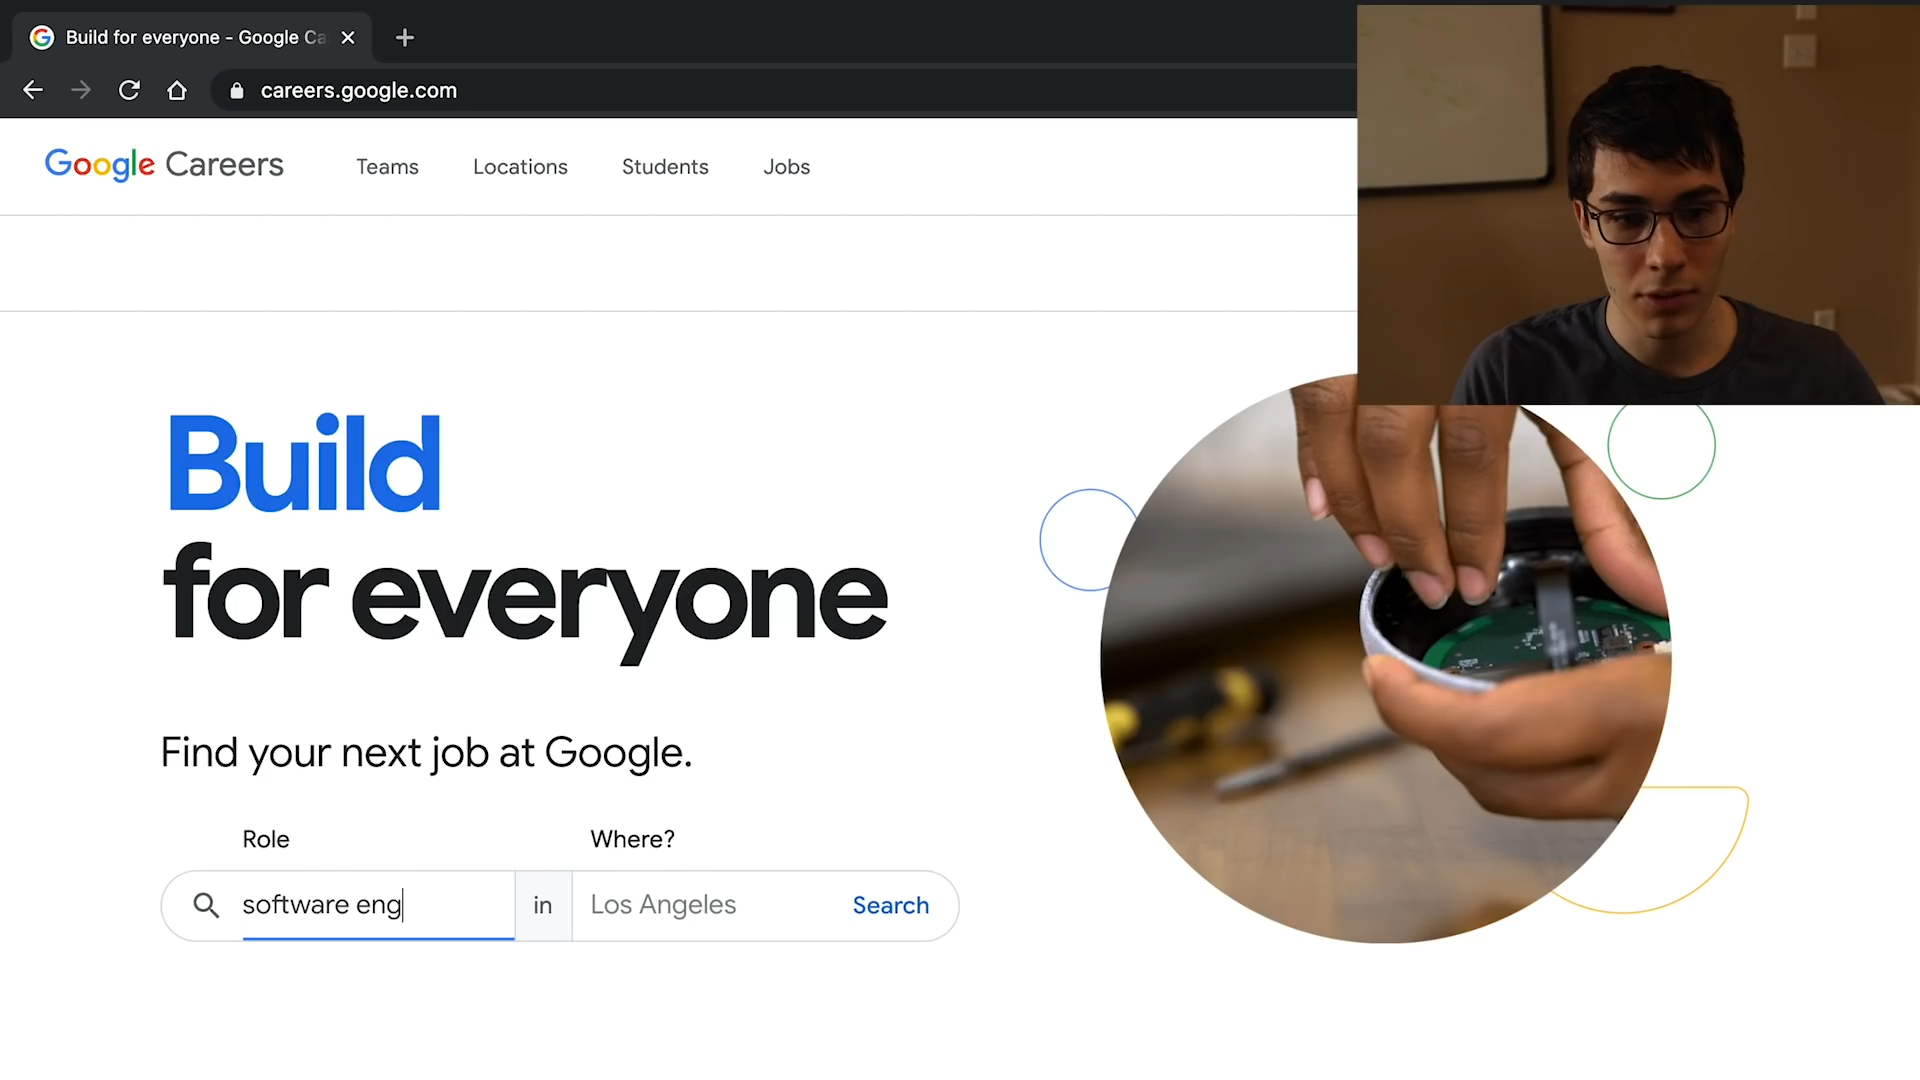 Build for everyone - Google Ca
careers.google.com
Google Careers
Teams
Locations
Students
Jobs
Build
for everyone
Find your next job at Google.
Role
Where?
software eng
in
Los Angeles
Search